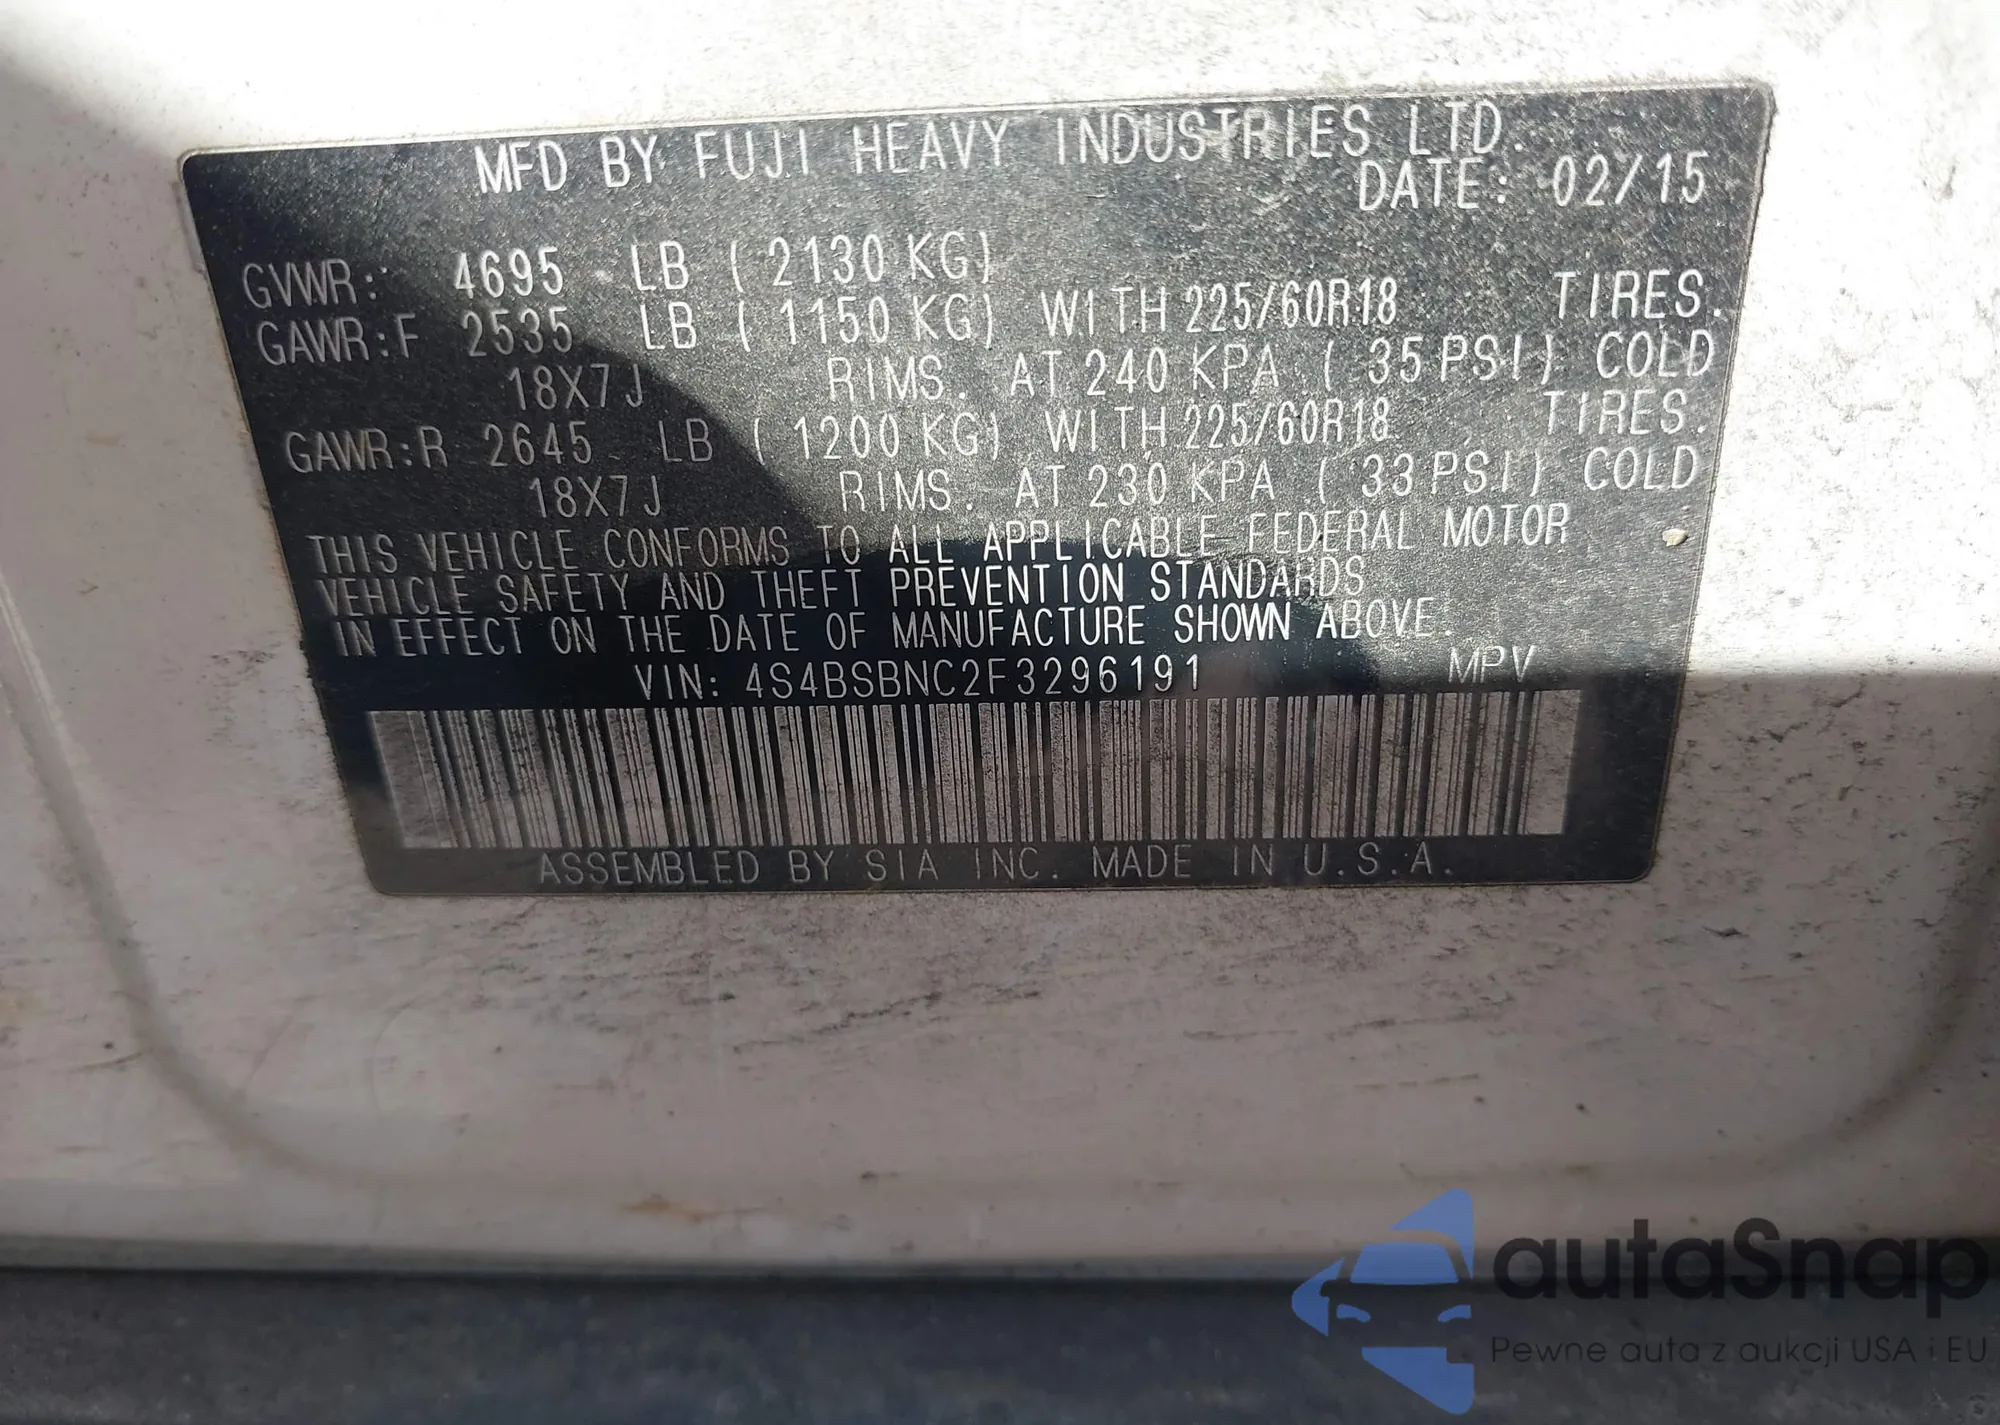 MFD BY FUJI HEAVY INDUSTRIES LTD.
DATE: 02/15
GVWR: 4695 LB ( 2130 KG)
GAWR:F 2535 LB ( 1150 KG) WITH 225/60R18 TIRES.
18X7J RIMS. AT 240 KPA ( 35 PSI) COLD
GAWR:R 2645 LB ( 1200 KG) WITH 225/60R18 TIRES.
18X7J RIMS. AT 230 KPA ( 33 PSI) COLD
THIS VEHICLE CONFORMS TO ALL APPLICABLE FEDERAL MOTOR
VEHICLE SAFETY AND THEFT PREVENTION STANDARDS
IN EFFECT ON THE DATE OF MANUFACTURE SHOWN ABOVE.
VIN: 4S4BSBNC2F3296191 MPV
ASSEMBLED BY SIA INC. MADE IN U.S.A.
autaSnap
Pewne auta z aukcji USA i EU